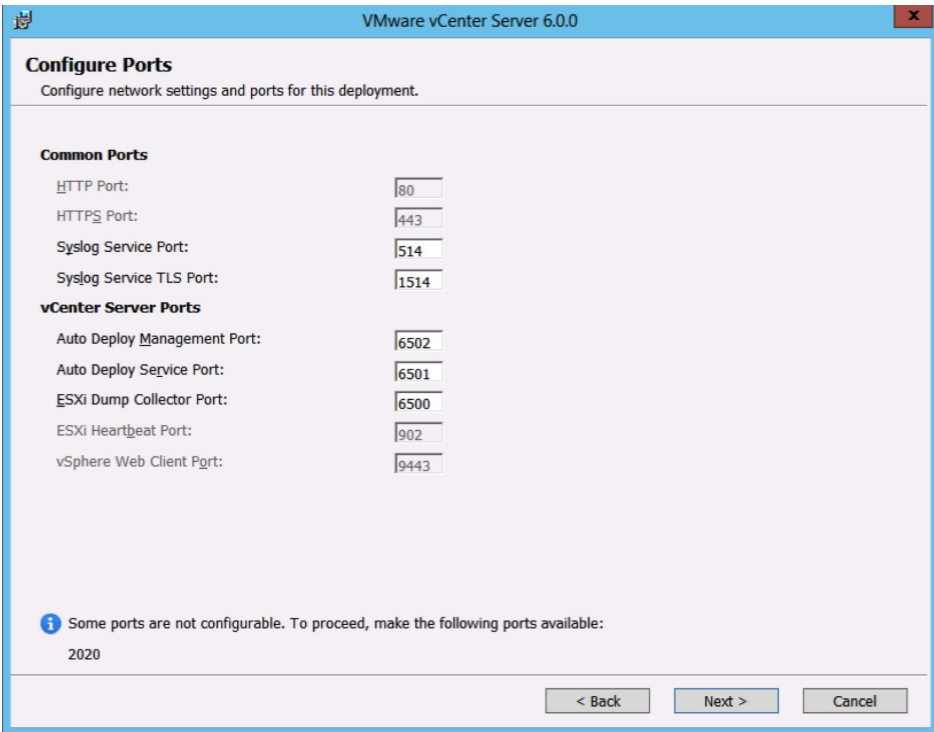 VMware vCenter Server 6.0.0
x
Configure Ports
Configure network settings and ports for this deployment.
Common Ports
HTTP Port: 80
HTTPS Port: 443
Syslog Service Port: 514
Syslog Service TLS Port: 1514
vCenter Server Ports
Auto Deploy Management Port: 6502
Auto Deploy Service Port: 6501
ESXi Dump Collector Port: 6500
ESXi Heartbeat Port: 902
vSphere Web Client Port: 9443
Some ports are not configurable. To proceed, make the following ports available:
2020
< Back Next > Cancel